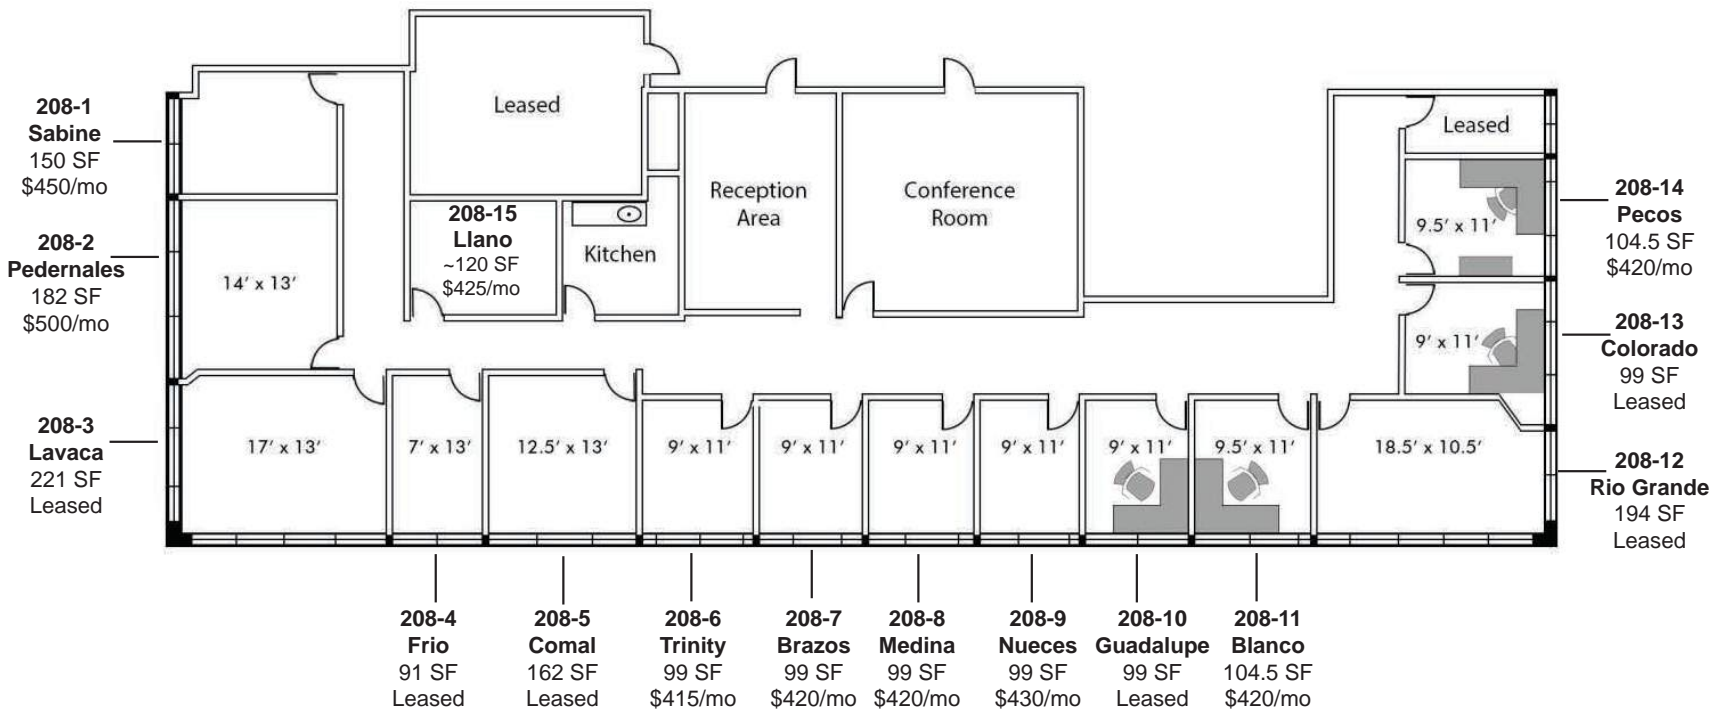 208-1
Sabine
150 SF
$450/mo
208-2
Pedernales
182 SF
$500/mo
208-3
Lavaca
221 SF
Leased
Leased
208-15
Llano
~120 SF
$425/mo
Kitchen
Reception
Area
Conference
Room
Leased
14’ x 13’
9.5’ x 11’
9’ x 11’
208-14
Pecos
104.5 SF
$420/mo
208-13
Colorado
99 SF
Leased
208-12
Rio Grande
194 SF
Leased
17’ x 13’
7’ x 13’
12.5’ x 13’
9’ x 11’
9’ x 11’
9’ x 11’
9’ x 11’
9’ x 11’
9.5’ x 11’
18.5’ x 10.5’
208-4
Frio
91 SF
Leased
208-5
Comal
162 SF
Leased
208-6
Trinity
99 SF
$415/mo
208-7
Brazos
99 SF
$420/mo
208-8
Medina
99 SF
$420/mo
208-9
Nueces
99 SF
$430/mo
208-10
Guadalupe
99 SF
Leased
208-11
Blanco
104.5 SF
$420/mo